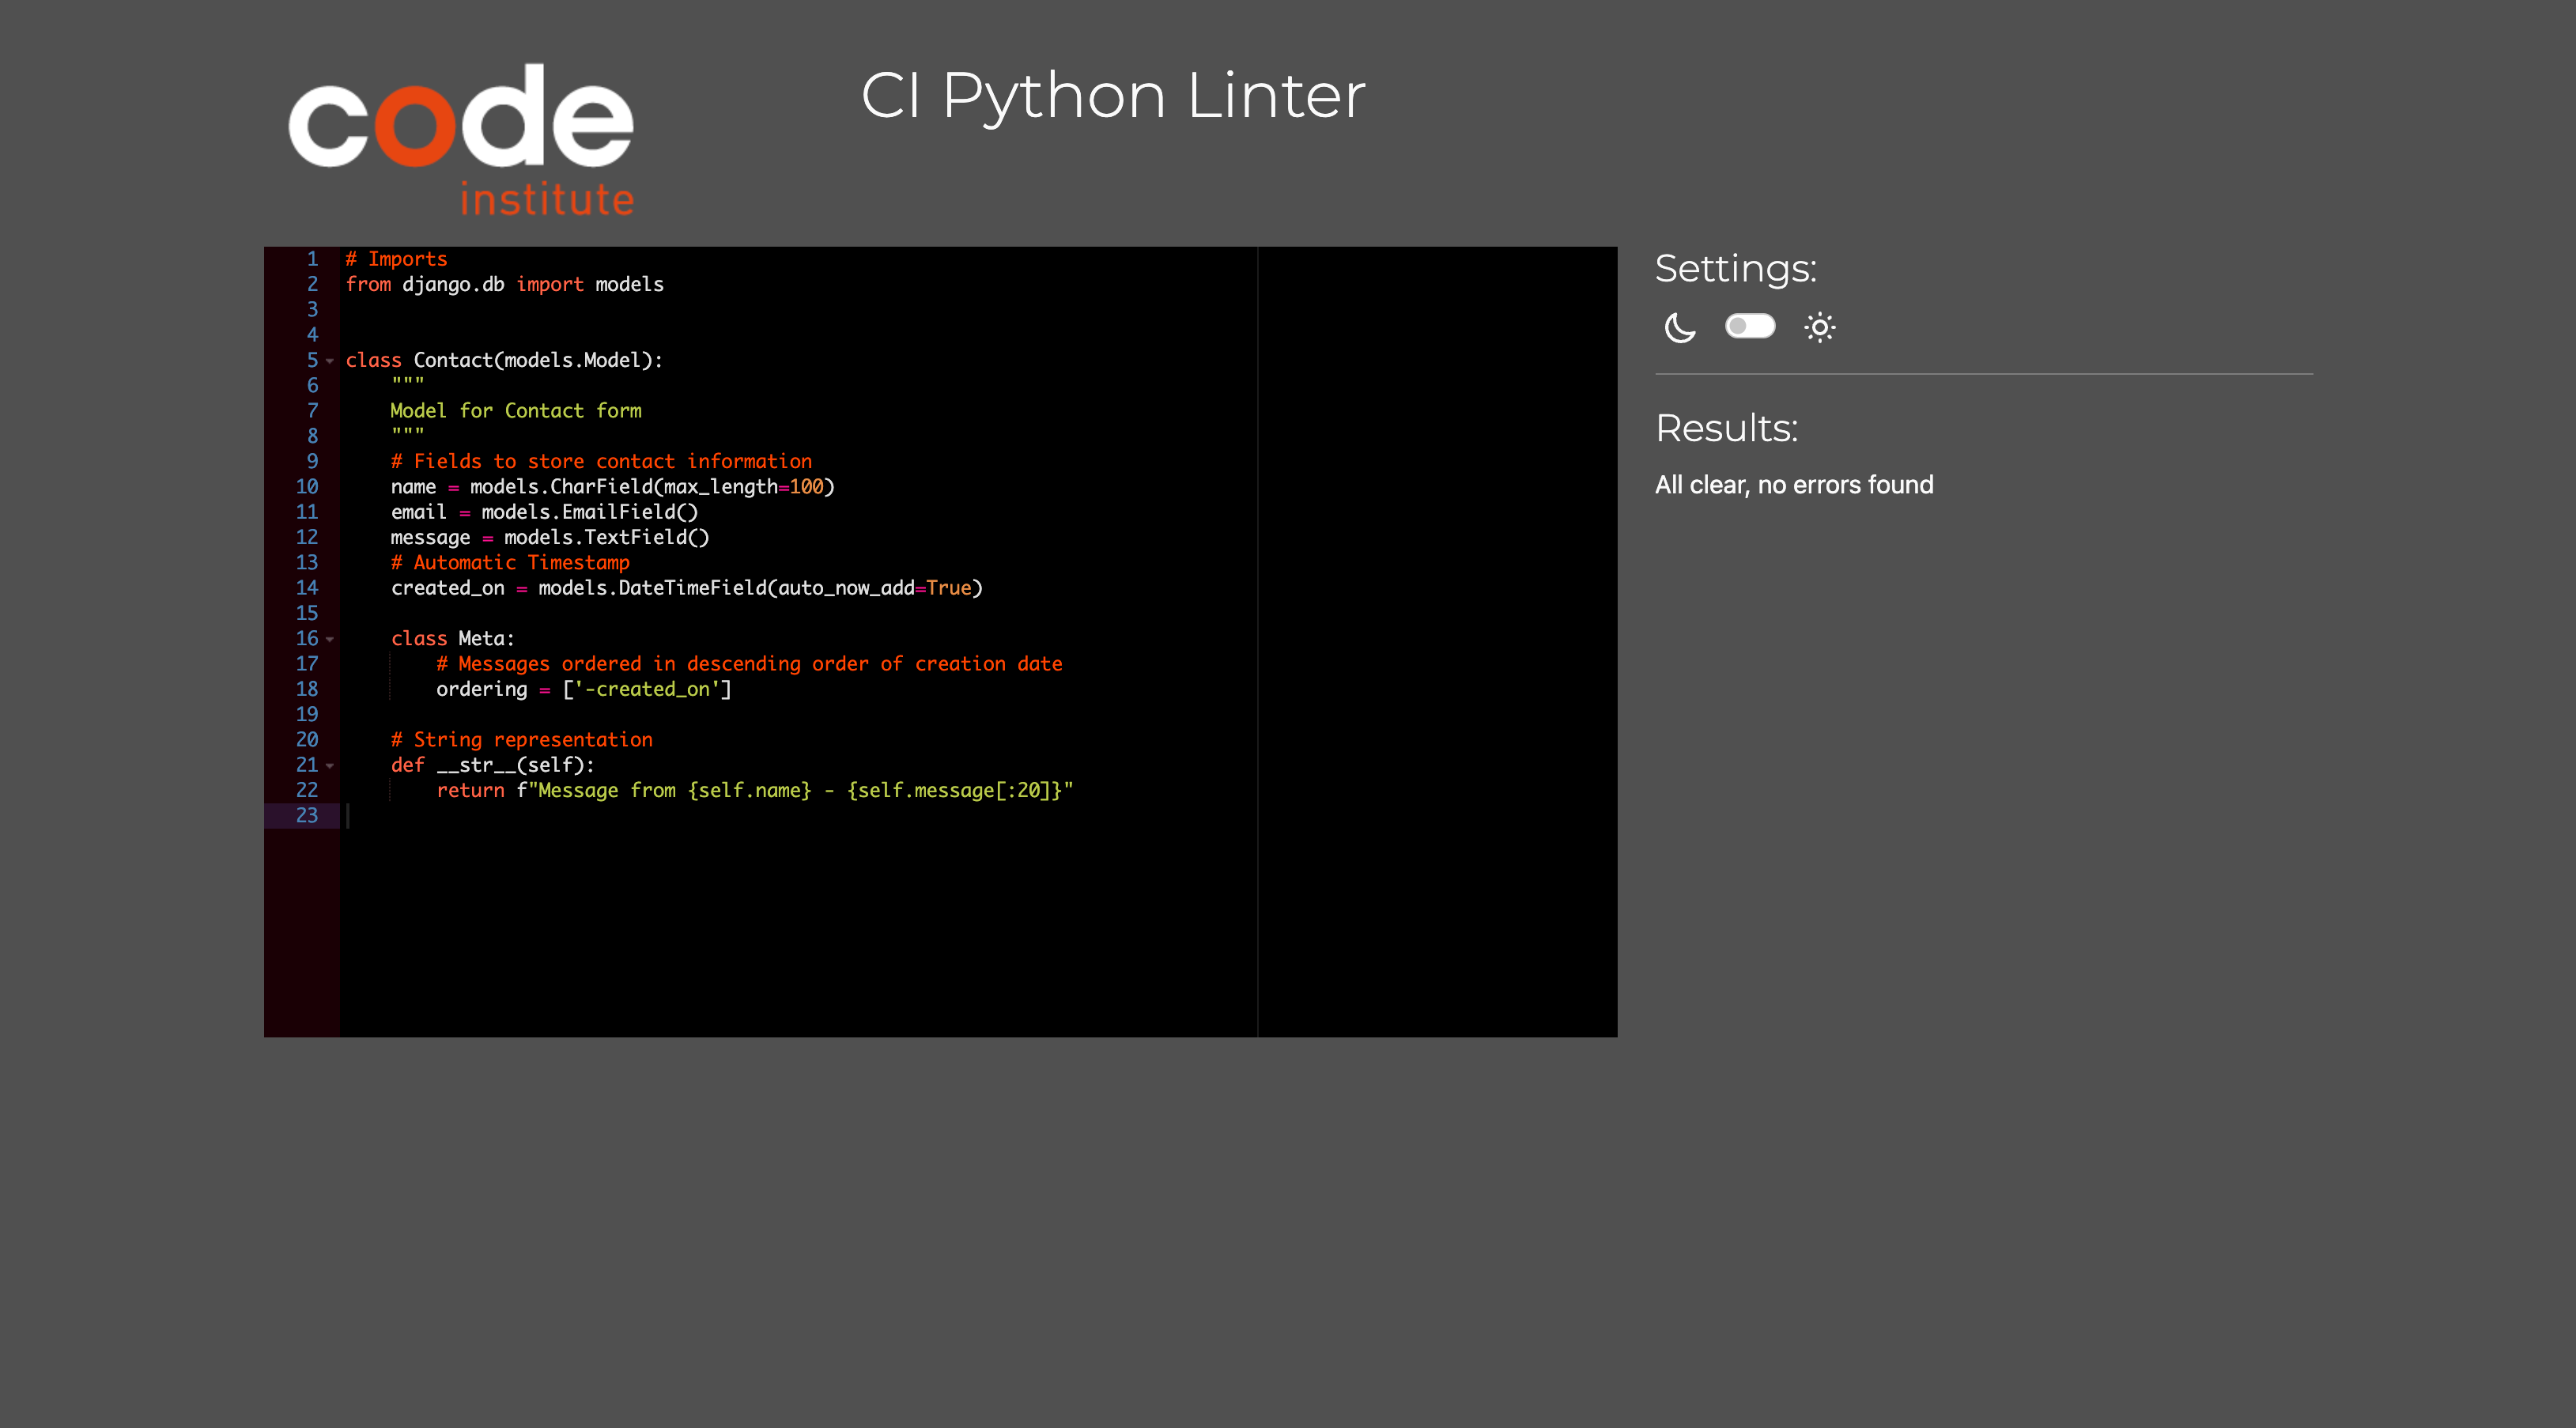 code
institute
CI Python Linter
1 # Imports
2 from django.db import models
3
4
5 class Contact(models.Model):
6     """
7     Model for Contact form
8     """
9     # Fields to store contact information
10     name = models.CharField(max_length=100)
11     email = models.EmailField()
12     message = models.TextField()
13     # Automatic Timestamp
14     created_on = models.DateTimeField(auto_now_add=True)
15
16     class Meta:
17         # Messages ordered in descending order of creation date
18         ordering = ['-created_on']
19
20     # String representation
21     def __str__(self):
22         return f"Message from {self.name} - {self.message[:20]}"
23
Settings:
Results:
All clear, no errors found